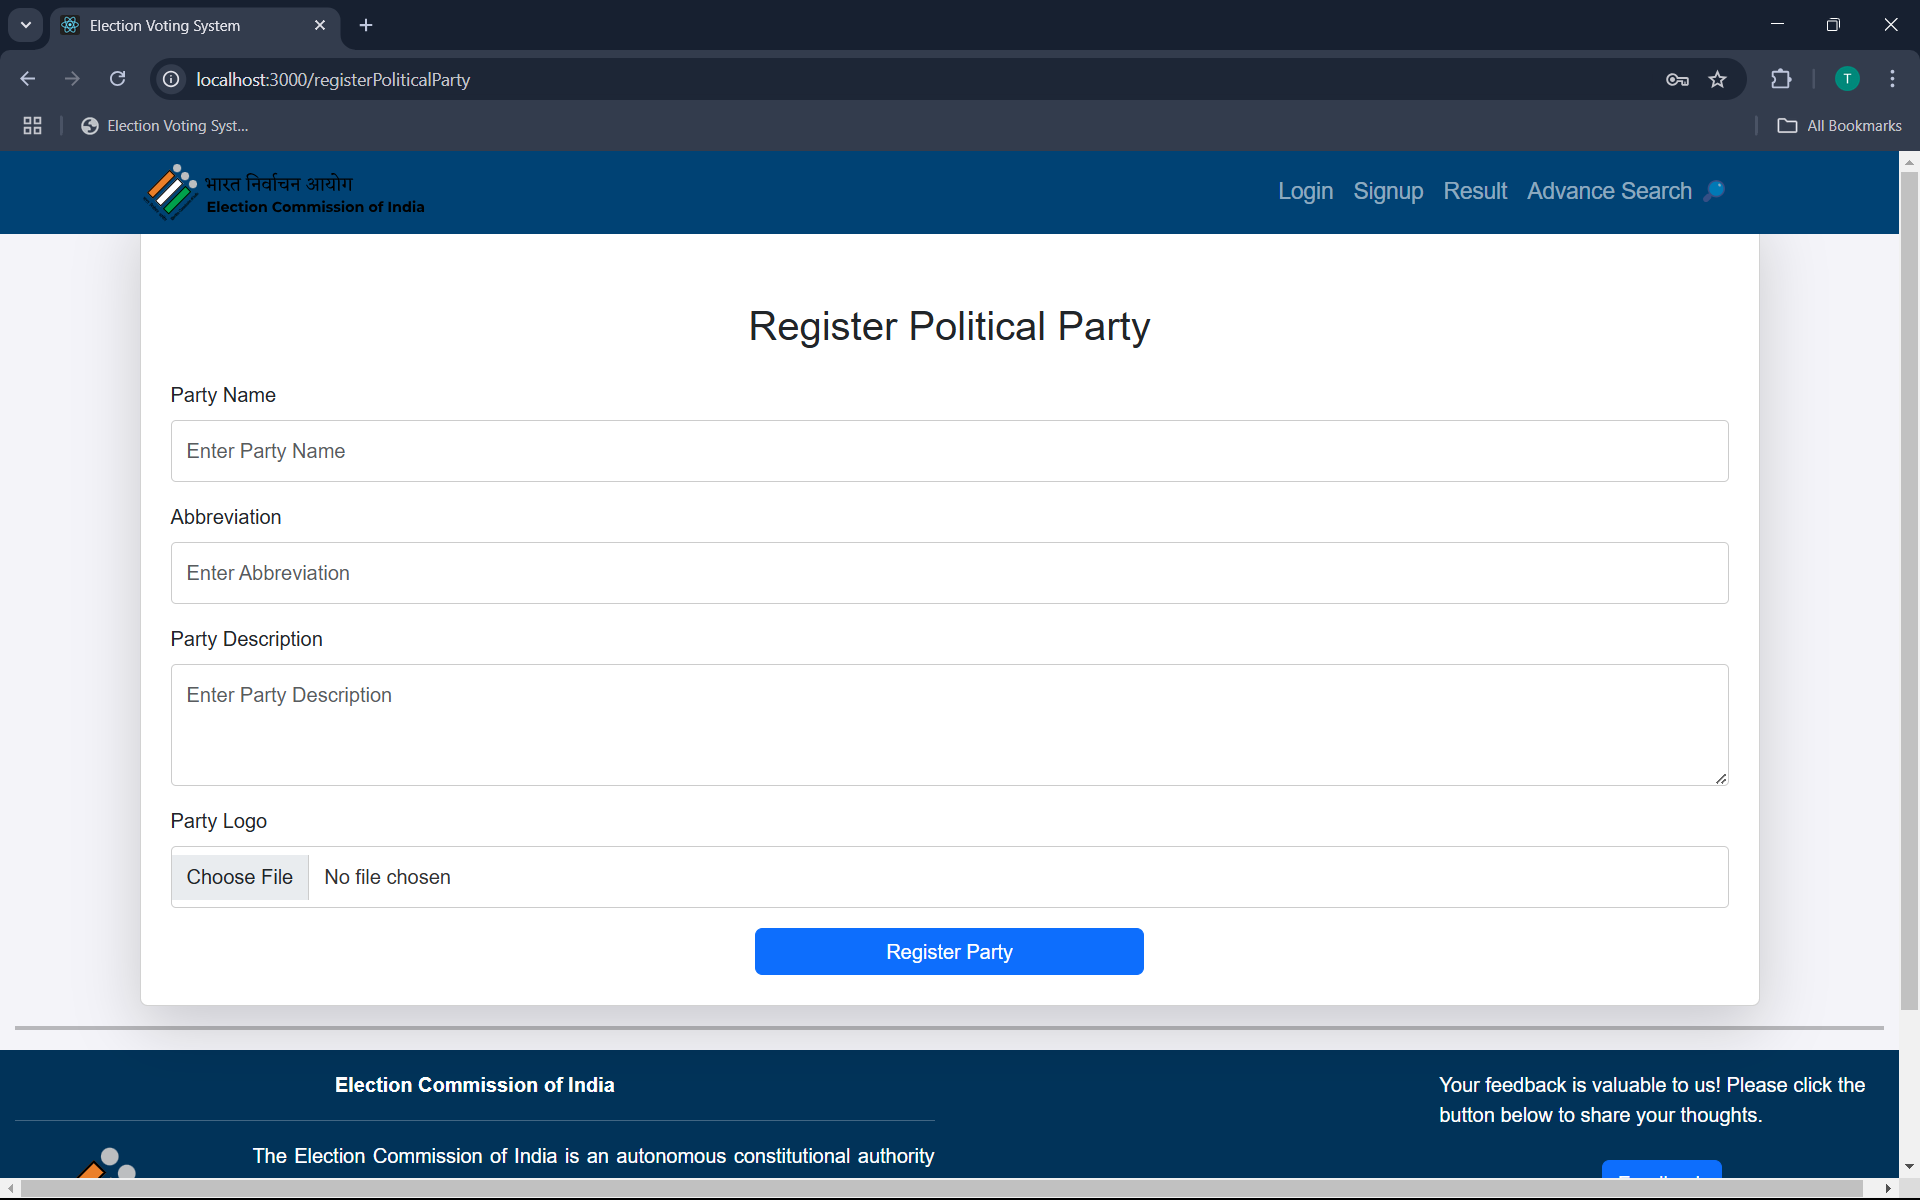 Election Voting System
localhost:3000/registerPoliticalParty
T
Election Voting Syst...
All Bookmarks
भारत निर्वाचन आयोग
Election Commission of India
Login Signup Result Advance Search
Register Political Party
Party Name
Enter Party Name
Abbreviation
Enter Abbreviation
Party Description
Enter Party Description
Party Logo
Choose File No file chosen
Register Party
Election Commission of India
The Election Commission of India is an autonomous constitutional authority
Your feedback is valuable to us! Please click the
button below to share your thoughts.